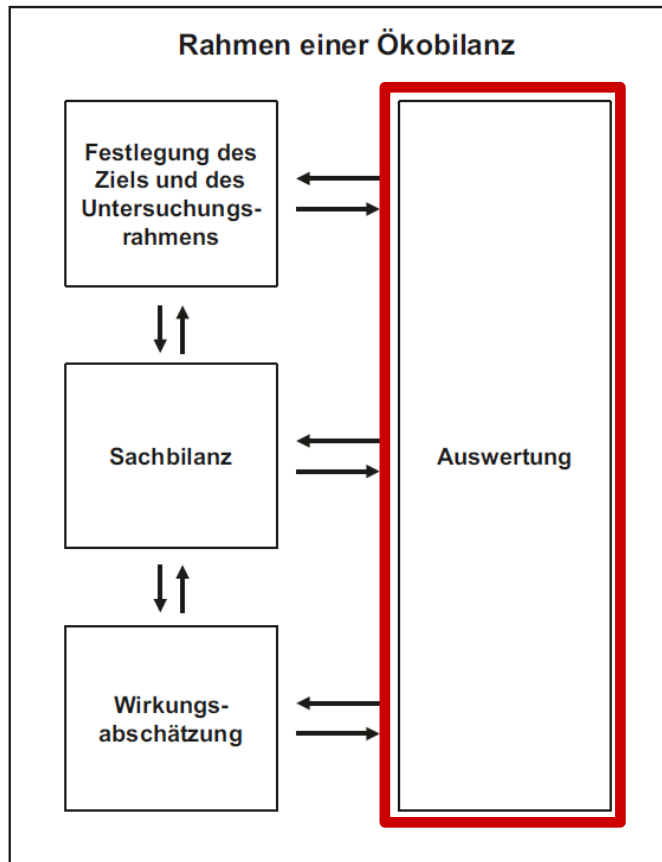 Rahmen einer Ökobilanz
Festlegung des
Ziels und des
Untersuchungs-
rahmens
Sachbilanz
Auswertung
Wirkungs-
abschätzung